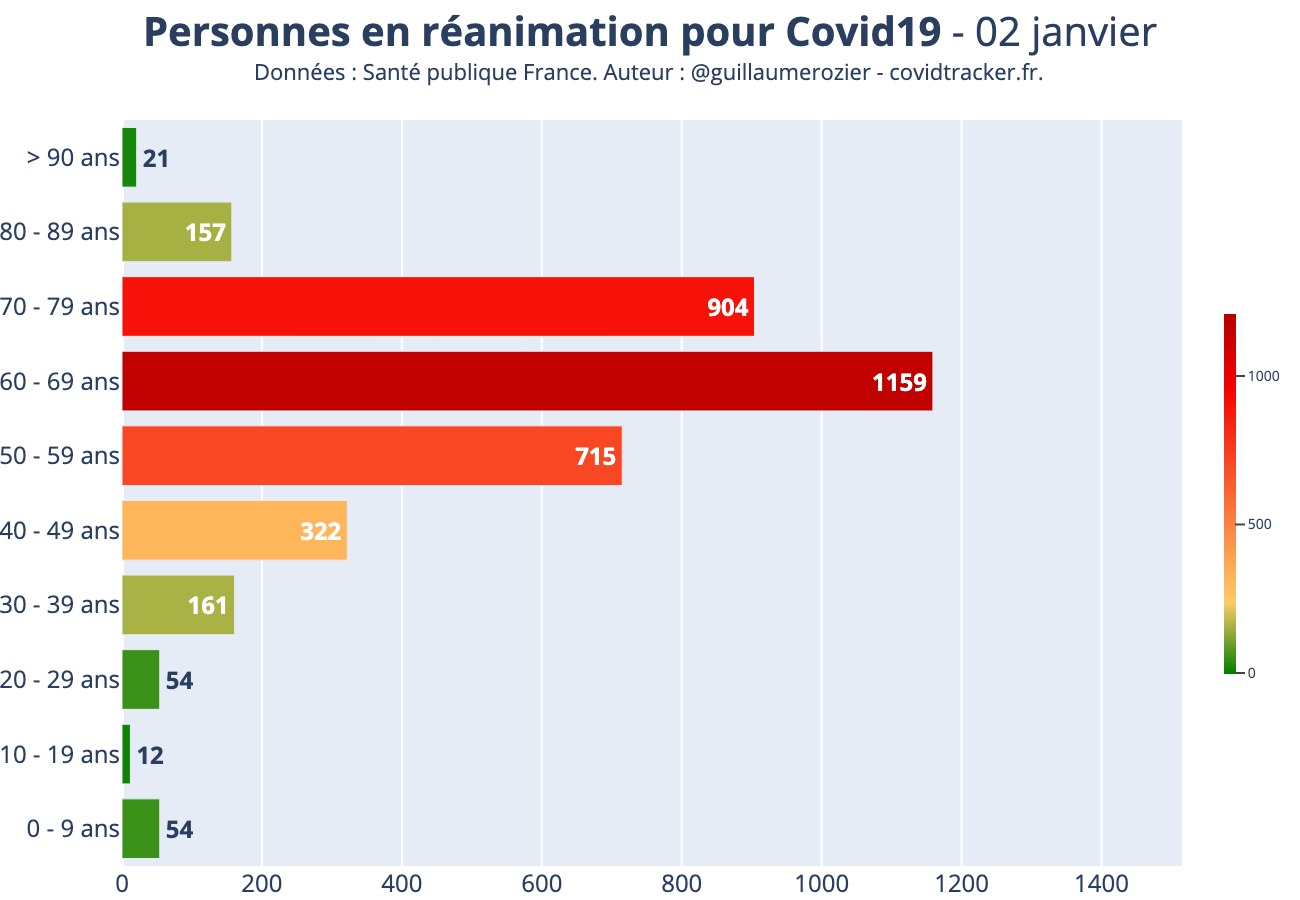 Personnes en réanimation pour Covid19 - 02 janvier
Données : Santé publique France. Auteur : @guillaumerozier - covidtracker.fr.
> 90 ans 21
80 - 89 ans 157
70 - 79 ans 904
60 - 69 ans 1159
50 - 59 ans 715
40 - 49 ans 322
30 - 39 ans 161
20 - 29 ans 54
10 - 19 ans 12
0 - 9 ans 54
0 200 400 600 800 1000 1200 1400
1000
500
0